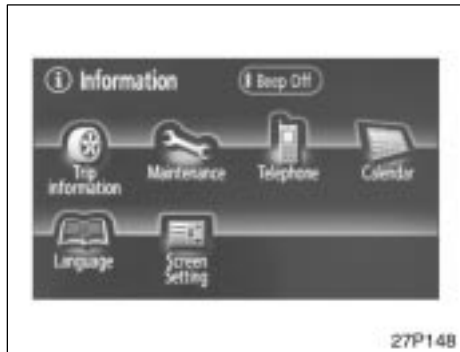 i Information
Beep Off
Trip
information
Maintenance
Telephone
Calendar
Language
Screen
Setting
27P148